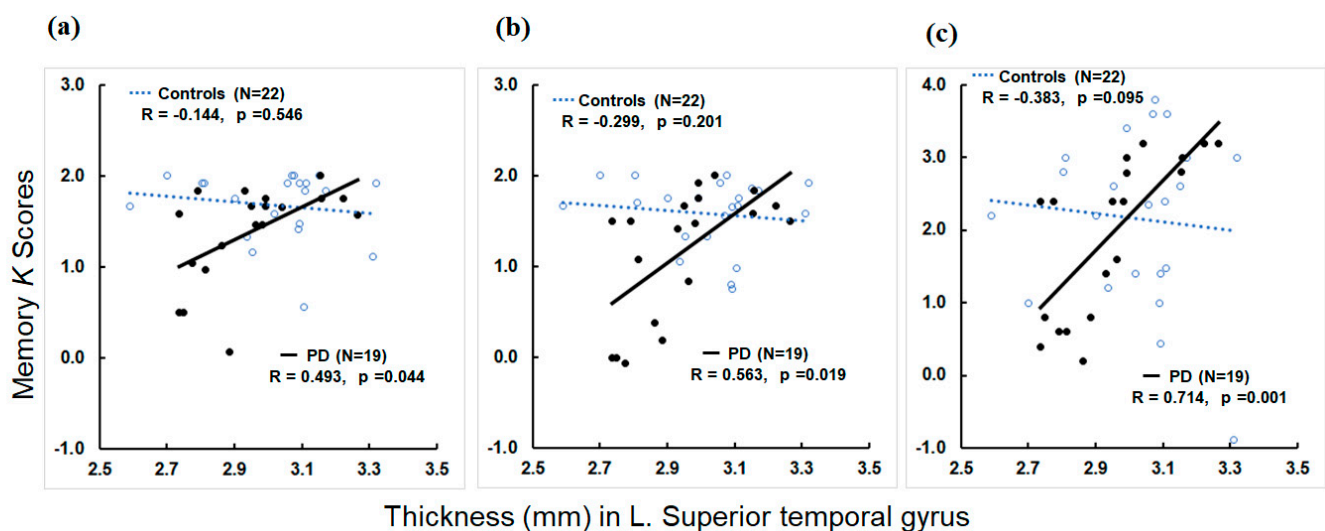 (a)
(b)
(c)
3.0
2.0
1.0
0.0
-1.0
2.5 2.7 2.9 3.1 3.3 3.5
Controls (N=22)
R = -0.144, p =0.546
PD (N=19)
R = 0.493, p =0.044
3.0
2.0
1.0
0.0
-1.0
2.5 2.7 2.9 3.1 3.3 3.5
Controls (N=22)
R = -0.299, p =0.201
PD (N=19)
R = 0.563, p =0.019
4.0
3.0
2.0
1.0
0.0
-1.0
2.5 2.7 2.9 3.1 3.3 3.5
Controls (N=22)
R = -0.383, p =0.095
PD (N=19)
R = 0.714, p =0.001
Memory K Scores
Thickness (mm) in L. Superior temporal gyrus